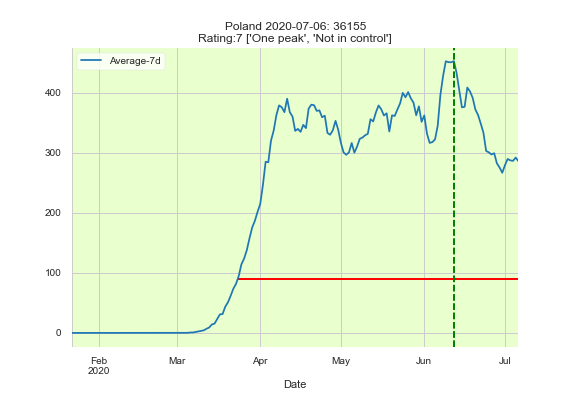 Poland 2020-07-06: 36155
Rating:7 ['One peak', 'Not in control']
Average-7d
400
300
200
100
0
Feb Mar Apr May Jun Jul
2020
Date